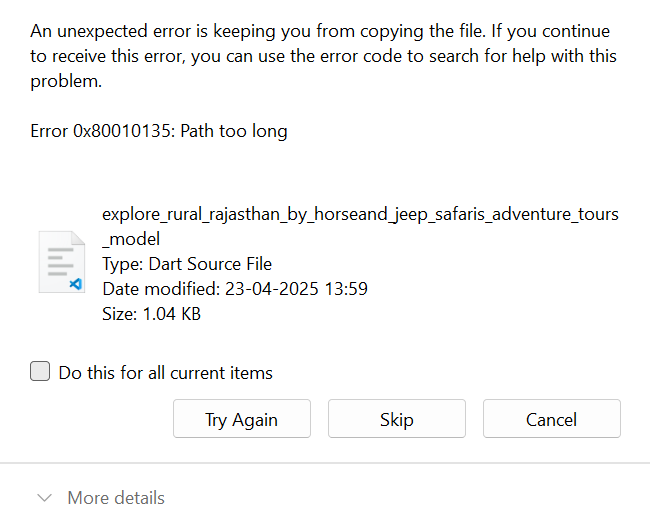 An unexpected error is keeping you from copying the file. If you continue
to receive this error, you can use the error code to search for help with this
problem.
Error 0x80010135: Path too long
explore_rural_rajasthan_by_horseand_jeep_safaris_adventure_tours
_model
Type: Dart Source File
Date modified: 23-04-2025 13:59
Size: 1.04 KB
Do this for all current items
Try Again
Skip
Cancel
More details